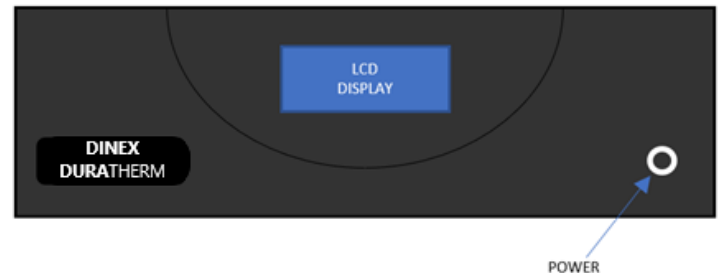 LCD
DISPLAY
DINEX
DURATHERM
POWER